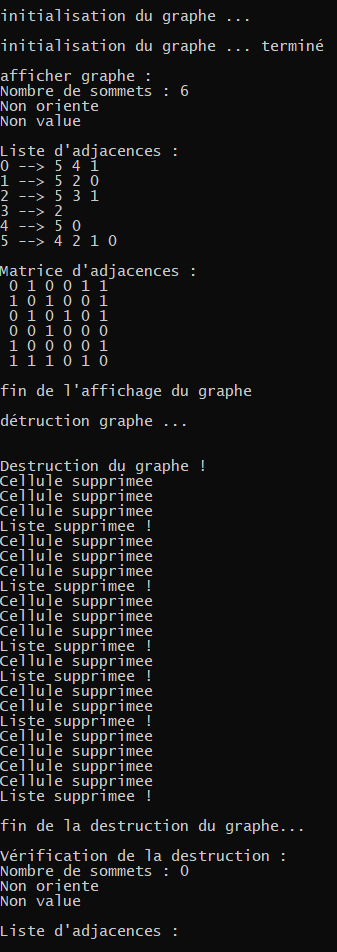 initialisation du graphe ...
initialisation du graphe ... terminé
afficher graphe :
Nombre de sommets : 6
Non oriente
Non value
Liste d'adjacences :
0 --> 5 4 1
1 --> 5 2 0
2 --> 5 3 1
3 --> 2
4 --> 5 0
5 --> 4 2 1 0
Matrice d'adjacences :
0 1 0 0 1 1
1 0 1 0 0 1
0 1 0 1 0 1
0 0 1 0 0 0
1 0 0 0 0 1
1 1 1 0 1 0
fin de l'affichage du graphe
détruction graphe ...
Destruction du graphe !
Cellule supprimee
Cellule supprimee
Cellule supprimee
Liste supprimee !
Cellule supprimee
Cellule supprimee
Cellule supprimee
Liste supprimee !
Cellule supprimee
Cellule supprimee
Cellule supprimee
Liste supprimee !
Cellule supprimee
Liste supprimee !
Cellule supprimee
Cellule supprimee
Liste supprimee !
Cellule supprimee
Cellule supprimee
Cellule supprimee
Cellule supprimee
Liste supprimee !
fin de la destruction du graphe...
Vérification de la destruction :
Nombre de sommets : 0
Non oriente
Non value
Liste d'adjacences :